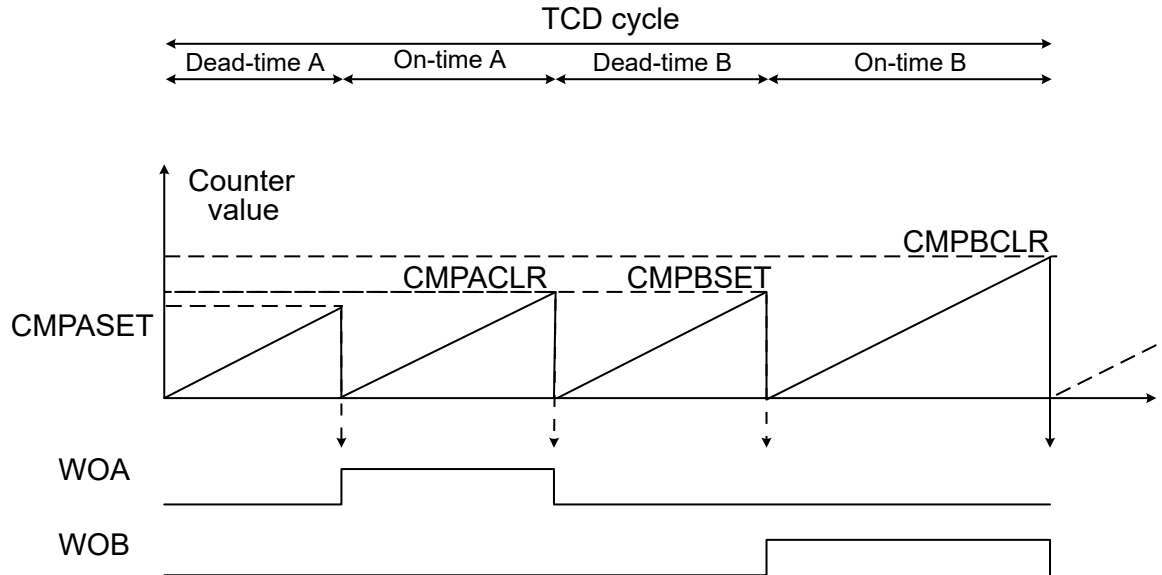 TCD cycle
Dead-time A
On-time A
Dead-time B
On-time B
Counter
value
CMPBCLR
CMPACLR
CMPBSET
CMPASET
WOA
WOB